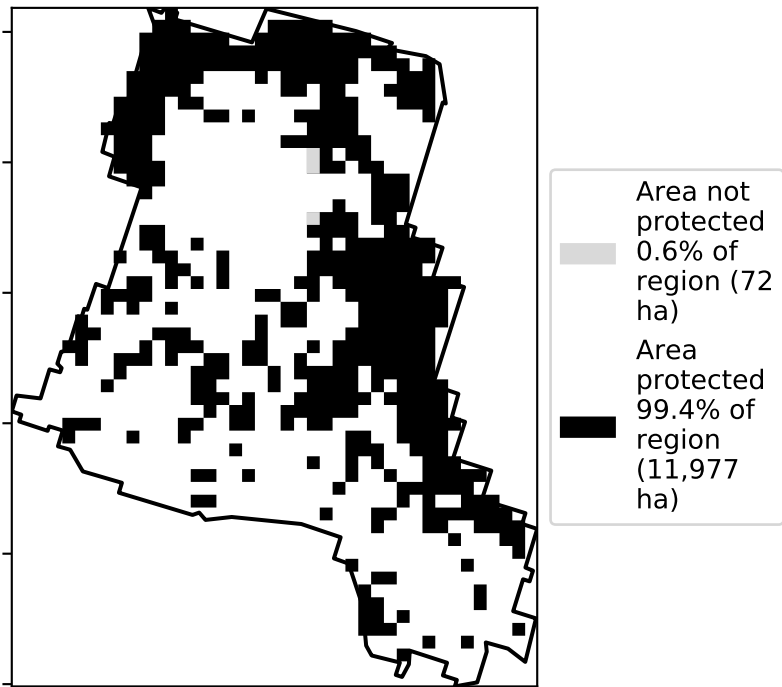 Area not
protected
0.6% of
region (72
ha)
Area
protected
99.4% of
region
(11,977
ha)